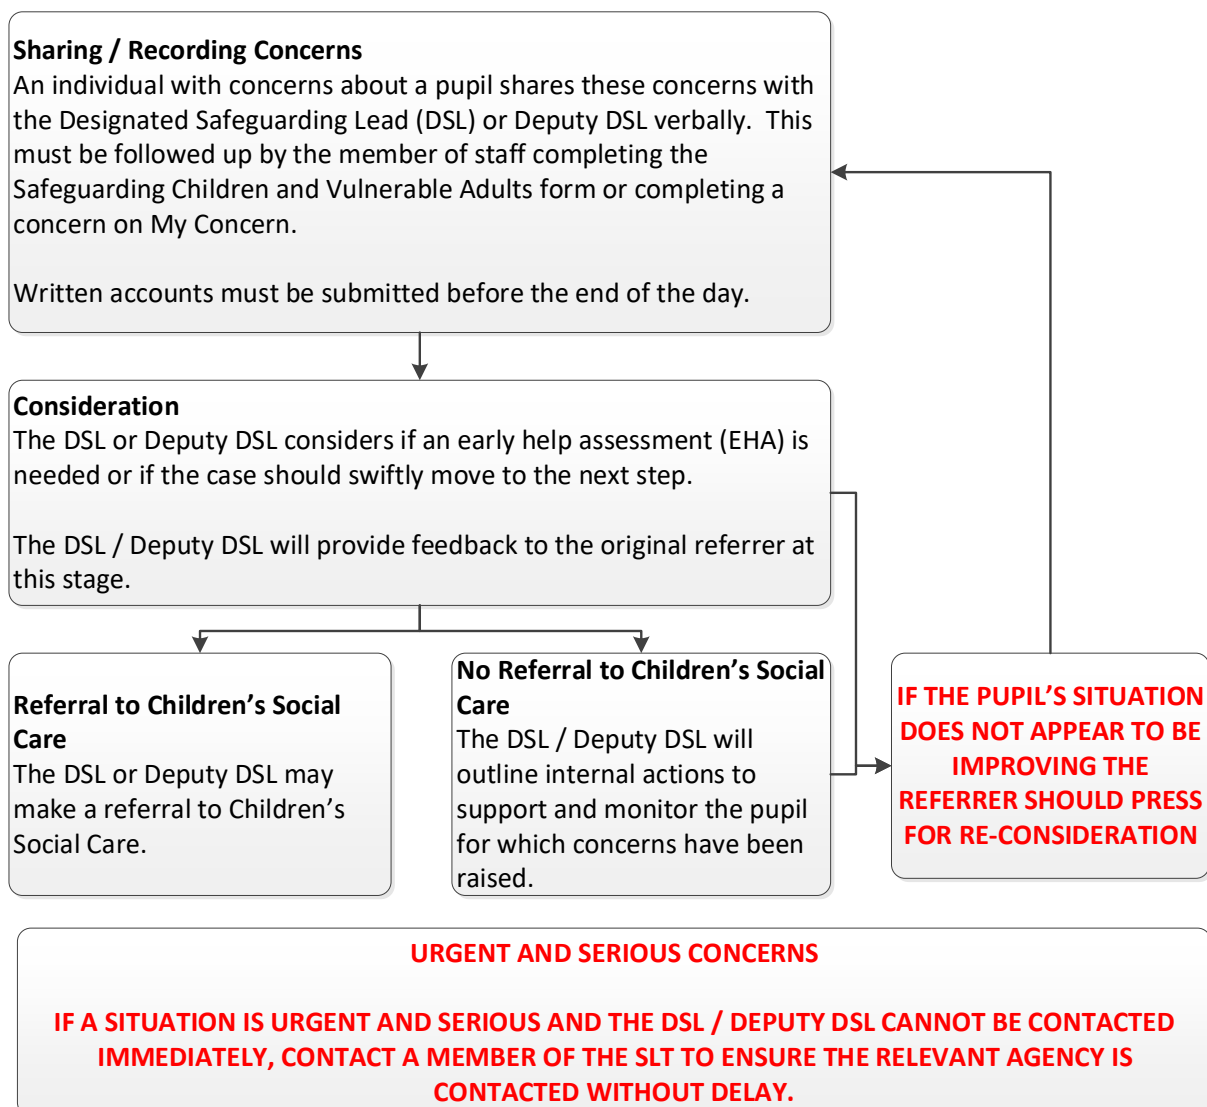 Sharing / Recording Concerns
An individual with concerns about a pupil shares these concerns with
the Designated Safeguarding Lead (DSL) or Deputy DSL verbally.  This
must be followed up by the member of staff completing the
Safeguarding Children and Vulnerable Adults form or completing a
concern on My Concern.
Written accounts must be submitted before the end of the day.
Consideration
The DSL or Deputy DSL considers if an early help assessment (EHA) is
needed or if the case should swiftly move to the next step.
The DSL / Deputy DSL will provide feedback to the original referrer at
this stage.
Referral to Children’s Social
Care
The DSL or Deputy DSL may
make a referral to Children’s
Social Care.
No Referral to Children’s Social
Care
The DSL / Deputy DSL will
outline internal actions to
support and monitor the pupil
for which concerns have been
raised.
IF THE PUPIL’S SITUATION
DOES NOT APPEAR TO BE
IMPROVING THE
REFERRER SHOULD PRESS
FOR RE-CONSIDERATION
URGENT AND SERIOUS CONCERNS
IF A SITUATION IS URGENT AND SERIOUS AND THE DSL / DEPUTY DSL CANNOT BE CONTACTED
IMMEDIATELY, CONTACT A MEMBER OF THE SLT TO ENSURE THE RELEVANT AGENCY IS
CONTACTED WITHOUT DELAY.